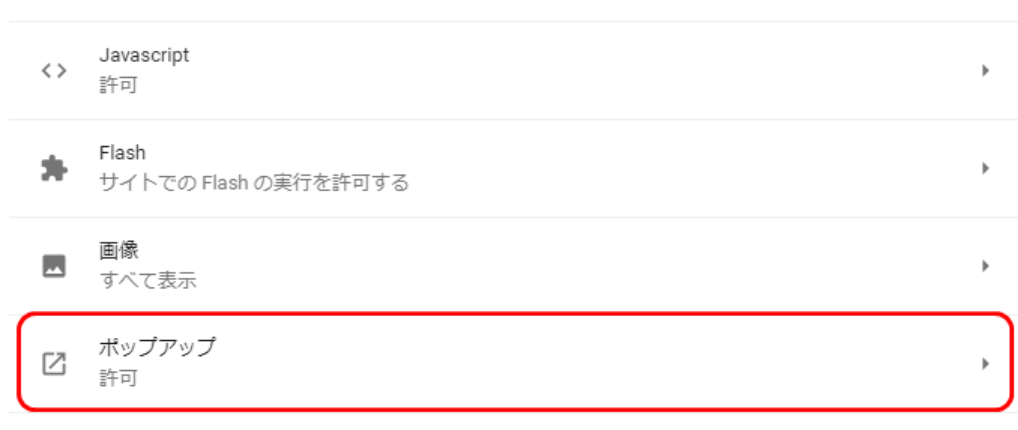 Javascript
許可
Flash
サイトでの Flash の実行を許可する
画像
すべて表示
ポップアップ
許可